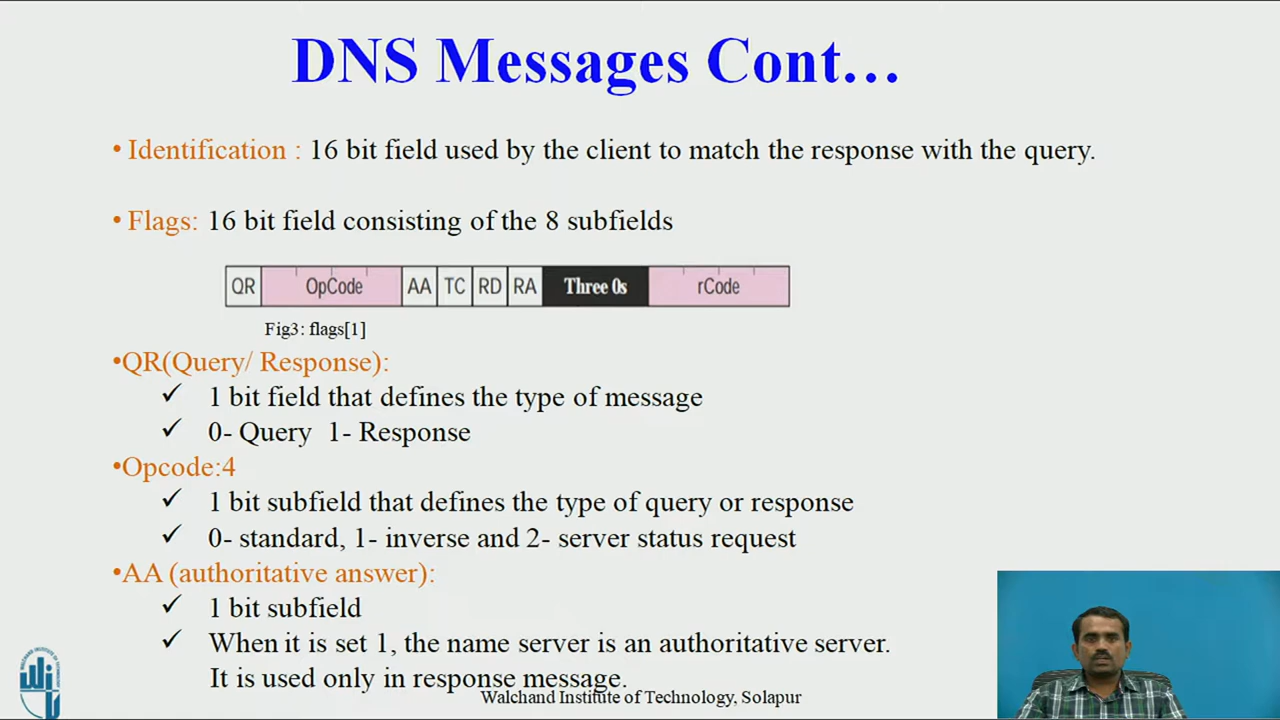 DNS Messages Cont…
• Identification : 16 bit field used by the client to match the response with the query.
• Flags: 16 bit field consisting of the 8 subfields
QR OpCode AA TC RD RA Three 0s rCode
Fig3: flags[1]
•QR(Query/ Response):
✓ 1 bit field that defines the type of message
✓ 0- Query 1- Response
•Opcode:4
✓ 1 bit subfield that defines the type of query or response
✓ 0- standard, 1- inverse and 2- server status request
•AA (authoritative answer):
✓ 1 bit subfield
✓ When it is set 1, the name server is an authoritative server.
It is used only in response message.
Walchand Institute of Technology, Solapur